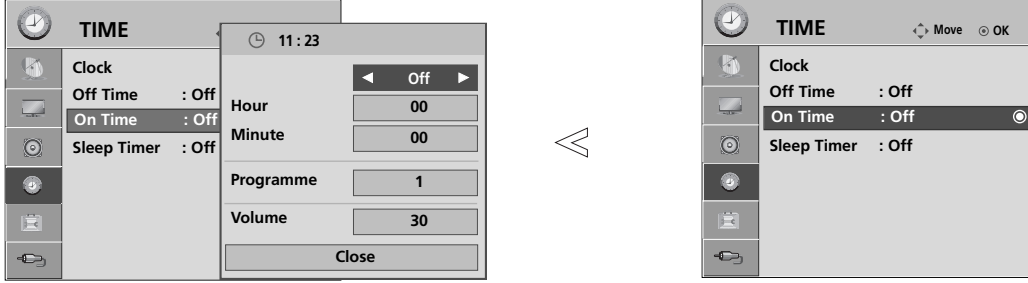 TIME
Clock
Off Time : Off
On Time : Off
Sleep Timer : Off
11 : 23
Off
Hour 00
Minute 00
Programme 1
Volume 30
Close
TIME Move OK
Clock
Off Time : Off
On Time : Off
Sleep Timer : Off